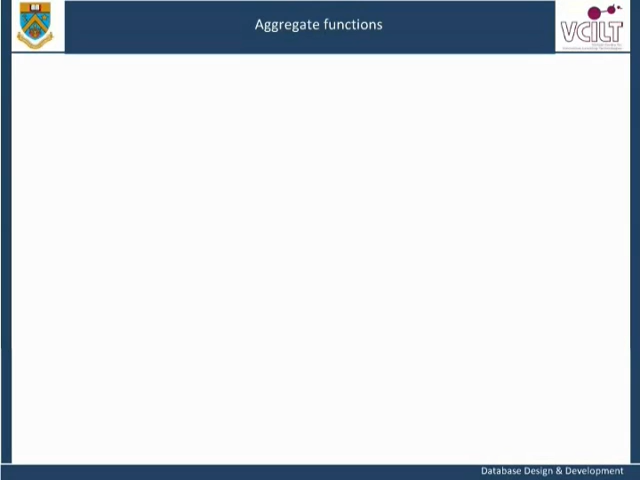 Aggregate functions
VCILT
Database Design & Development